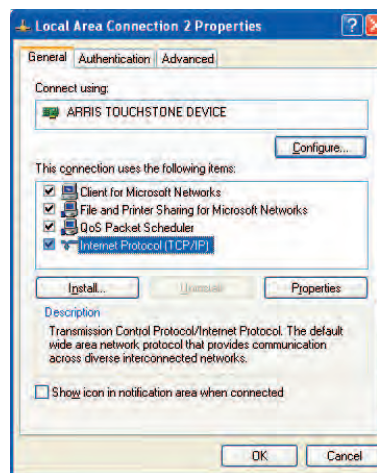 Local Area Connection 2 Properties
General Authentication Advanced
Connect using:
ARRIS TOUCHSTONE DEVICE
Configure...
This connection uses the following items:
Client for Microsoft Networks
File and Printer Sharing for Microsoft Networks
QoS Packet Scheduler
Internet Protocol (TCP/IP)
Install... Uninstall Properties
Description
Transmission Control Protocol/Internet Protocol. The default
wide area network protocol that provides communication
across diverse interconnected networks.
Show icon in notification area when connected
OK Cancel